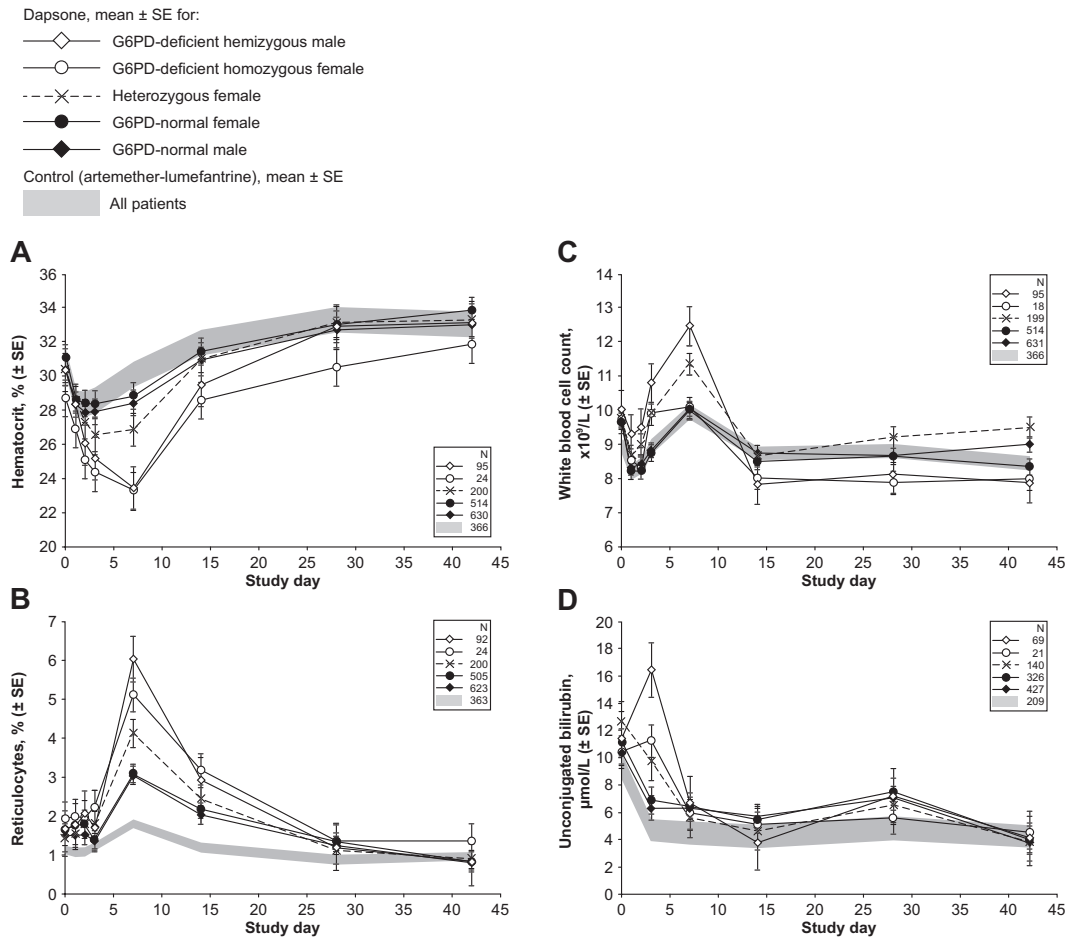 Dapsone, mean ± SE for:
G6PD-deficient hemizygous male
G6PD-deficient homozygous female
Heterozygous female
G6PD-normal female
G6PD-normal male
Control (artemether-lumefantrine), mean ± SE
All patients
A
Hematocrit, % (± SE)
36
34
32
30
28
26
24
22
20
0 5 10 15 20 25 30 35 40 45
Study day
N
95
24
200
514
630
366
B
Reticulocytes, % (± SE)
7
6
5
4
3
2
1
0
0 5 10 15 20 25 30 35 40 45
Study day
N
92
24
200
505
623
363
C
White blood cell count,
x10⁹/L (± SE)
14
13
12
11
10
9
8
7
6
0 5 10 15 20 25 30 35 40 45
Study day
N
95
18
199
514
631
366
D
Unconjugated bilirubin,
µmol/L (± SE)
20
18
16
14
12
10
8
6
4
2
0
0 5 10 15 20 25 30 35 40 45
Study day
N
69
21
140
326
427
209